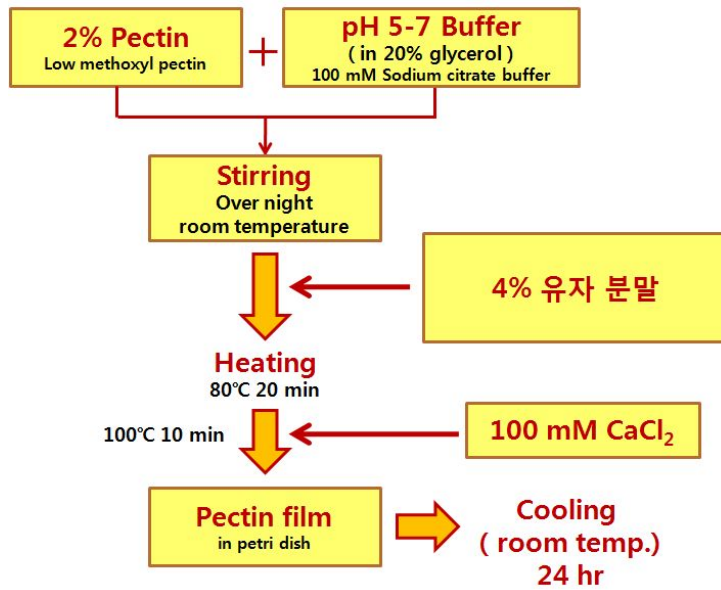 2% Pectin
Low methoxyl pectin
+
pH 5-7 Buffer
( in 20% glycerol )
100 mM Sodium citrate buffer
Stirring
Over night
room temperature
4% 유자 분말
Heating
80℃ 20 min
100℃ 10 min
100 mM CaCl₂
Pectin film
in petri dish
Cooling
( room temp.)
24 hr